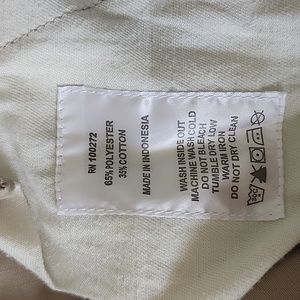 RN 100272
65% POLYESTER
35% COTTON
MADE IN INDONESIA
WASH INSIDE OUT
MACHINE WASH COLD
DO NOT BLEACH
TUMBLE DRY LOW
WARM IRON
DO NOT DRY CLEAN